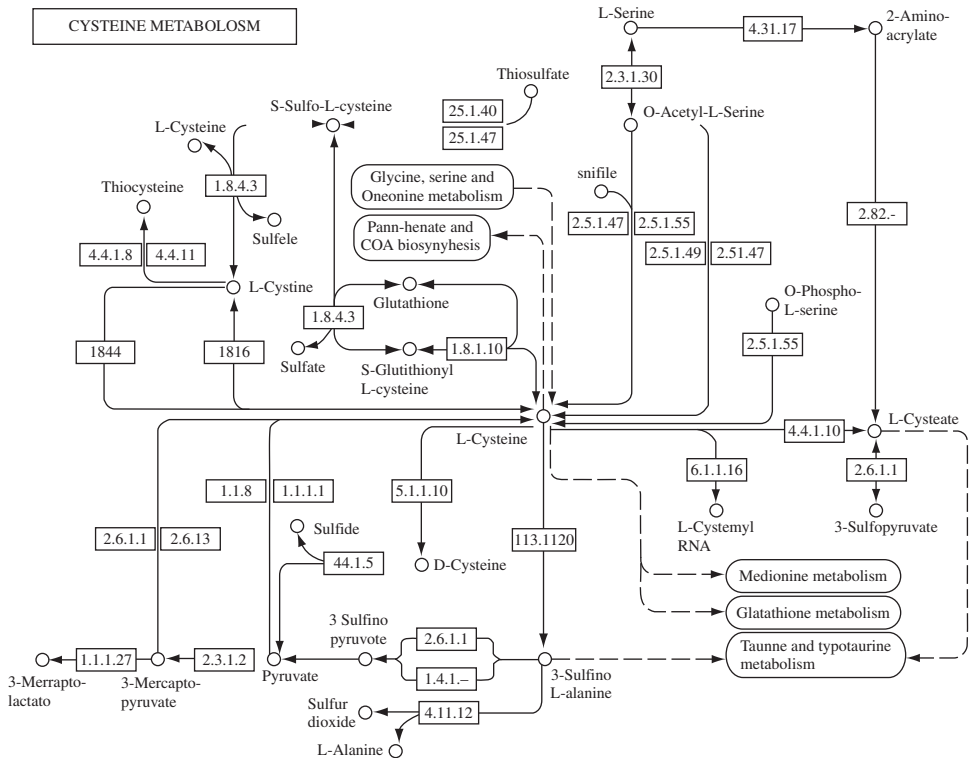 CYSTEINE METABOLOSM
L-Serine
4.31.17
2-Amino-
acrylate
2.3.1.30
Thiosulfate
S-Sulfo-L-cysteine
25.1.40
25.1.47
O-Acetyl-L-Serine
L-Cysteine
1.8.4.3
Thiocysteine
Sulfele
Glycine, serine and
Oneonine metabolism
snifile
2.5.1.47
2.5.1.55
2.82.-
Pann-henate and
COA biosynyhesis
4.4.1.8
4.4.11
2.5.1.49
2.51.47
L-Cystine
Glutathione
O-Phospho-
L-serine
1.8.4.3
1844
1816
Sulfate
1.8.1.10
2.5.1.55
S-Glutithionyl
L-cysteine
L-Cysteine
4.4.1.10
L-Cysteate
6.1.1.16
2.6.1.1
1.1.8
1.1.1.1
5.1.1.10
L-Cystemyl
RNA
3-Sulfopyruvate
2.6.1.1
2.6.13
Sulfide
113.1120
44.1.5
D-Cysteine
Medionine metabolism
Glatathione metabolism
3 Sulfino
pyruvote
2.6.1.1
Taunne and typotaurine
metabolism
1.1.1.27
2.3.1.2
3-Merrapto-
lactato
3-Mercapto-
pyruvate
Pyruvate
1.4.1.–
3-Sulfino
L-alanine
Sulfur
dioxide
4.11.12
L-Alanine